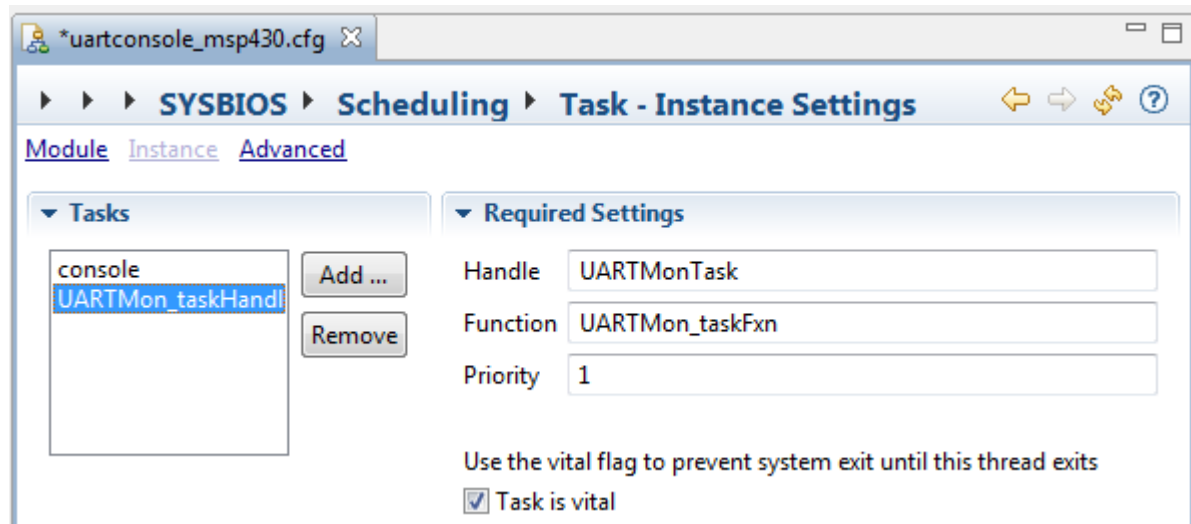 *uartconsole_msp430.cfg
SYSBIOS Scheduling Task - Instance Settings
Module Instance Advanced
Tasks
console
UARTMon_taskHandl
Add ...
Remove
Required Settings
Handle UARTMonTask
Function UARTMon_taskFxn
Priority 1
Use the vital flag to prevent system exit until this thread exits
Task is vital